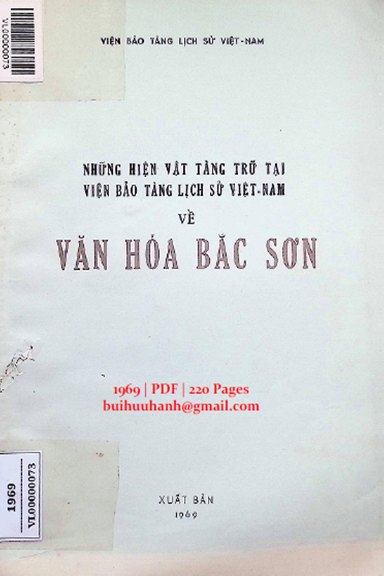 VL00000073
VIỆN BẢO TÀNG LỊCH SỬ VIỆT-NAM
NHỮNG HIỆN VẬT TÀNG TRỮ TẠI
VIỆN BẢO TÀNG LỊCH SỬ VIỆT-NAM
VỀ
VĂN HÓA BẮC SƠN
1969 | PDF | 220 Pages
buihuuhanh@gmail.com
1969
VL00000073
XUẤT BẢN
1969